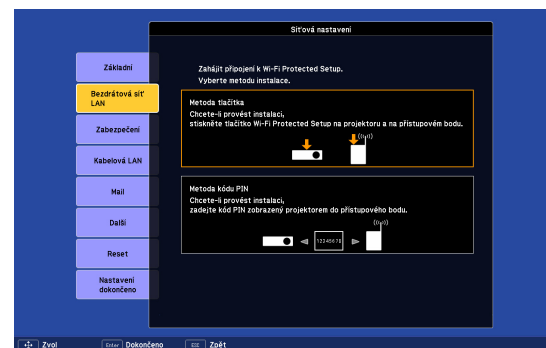 Síťová nastavení
Základní
Bezdrátová síť
LAN
Zabezpečení
Kabelová LAN
Mail
Další
Reset
Nastavení
dokončeno
Zahájit připojení k Wi-Fi Protected Setup.
Vyberte metodu instalace.
Metoda tlačítka
Chcete-li provést instalaci,
stiskněte tlačítko Wi-Fi Protected Setup na projektoru a na přístupovém bodu.
Metoda kódu PIN
Chcete-li provést instalaci,
zadejte kód PIN zobrazený projektorem do přístupového bodu.
12345678
Zvol
Enter Dokončeno
Esc Zpět